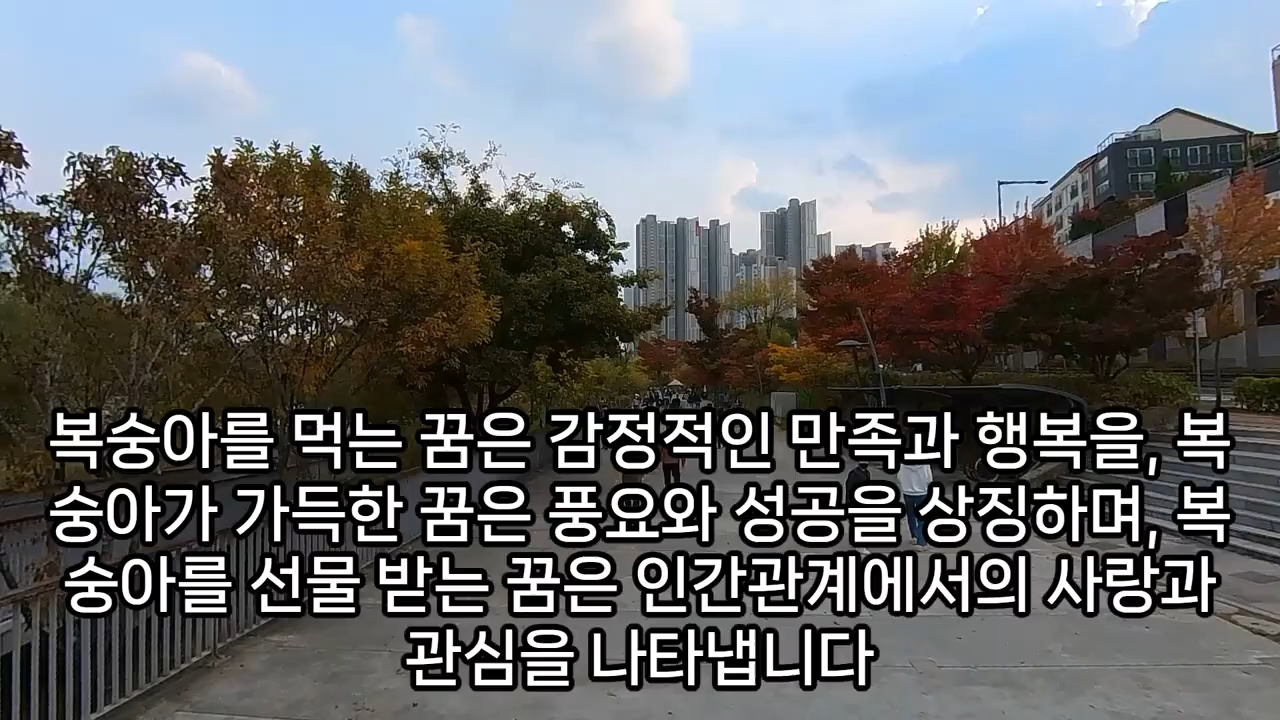 복숭아를 먹는 꿈은 감정적인 만족과 행복을, 복
숭아가 가득한 꿈은 풍요와 성공을 상징하며, 복
숭아를 선물 받는 꿈은 인간관계에서의 사랑과
관심을 나타냅니다